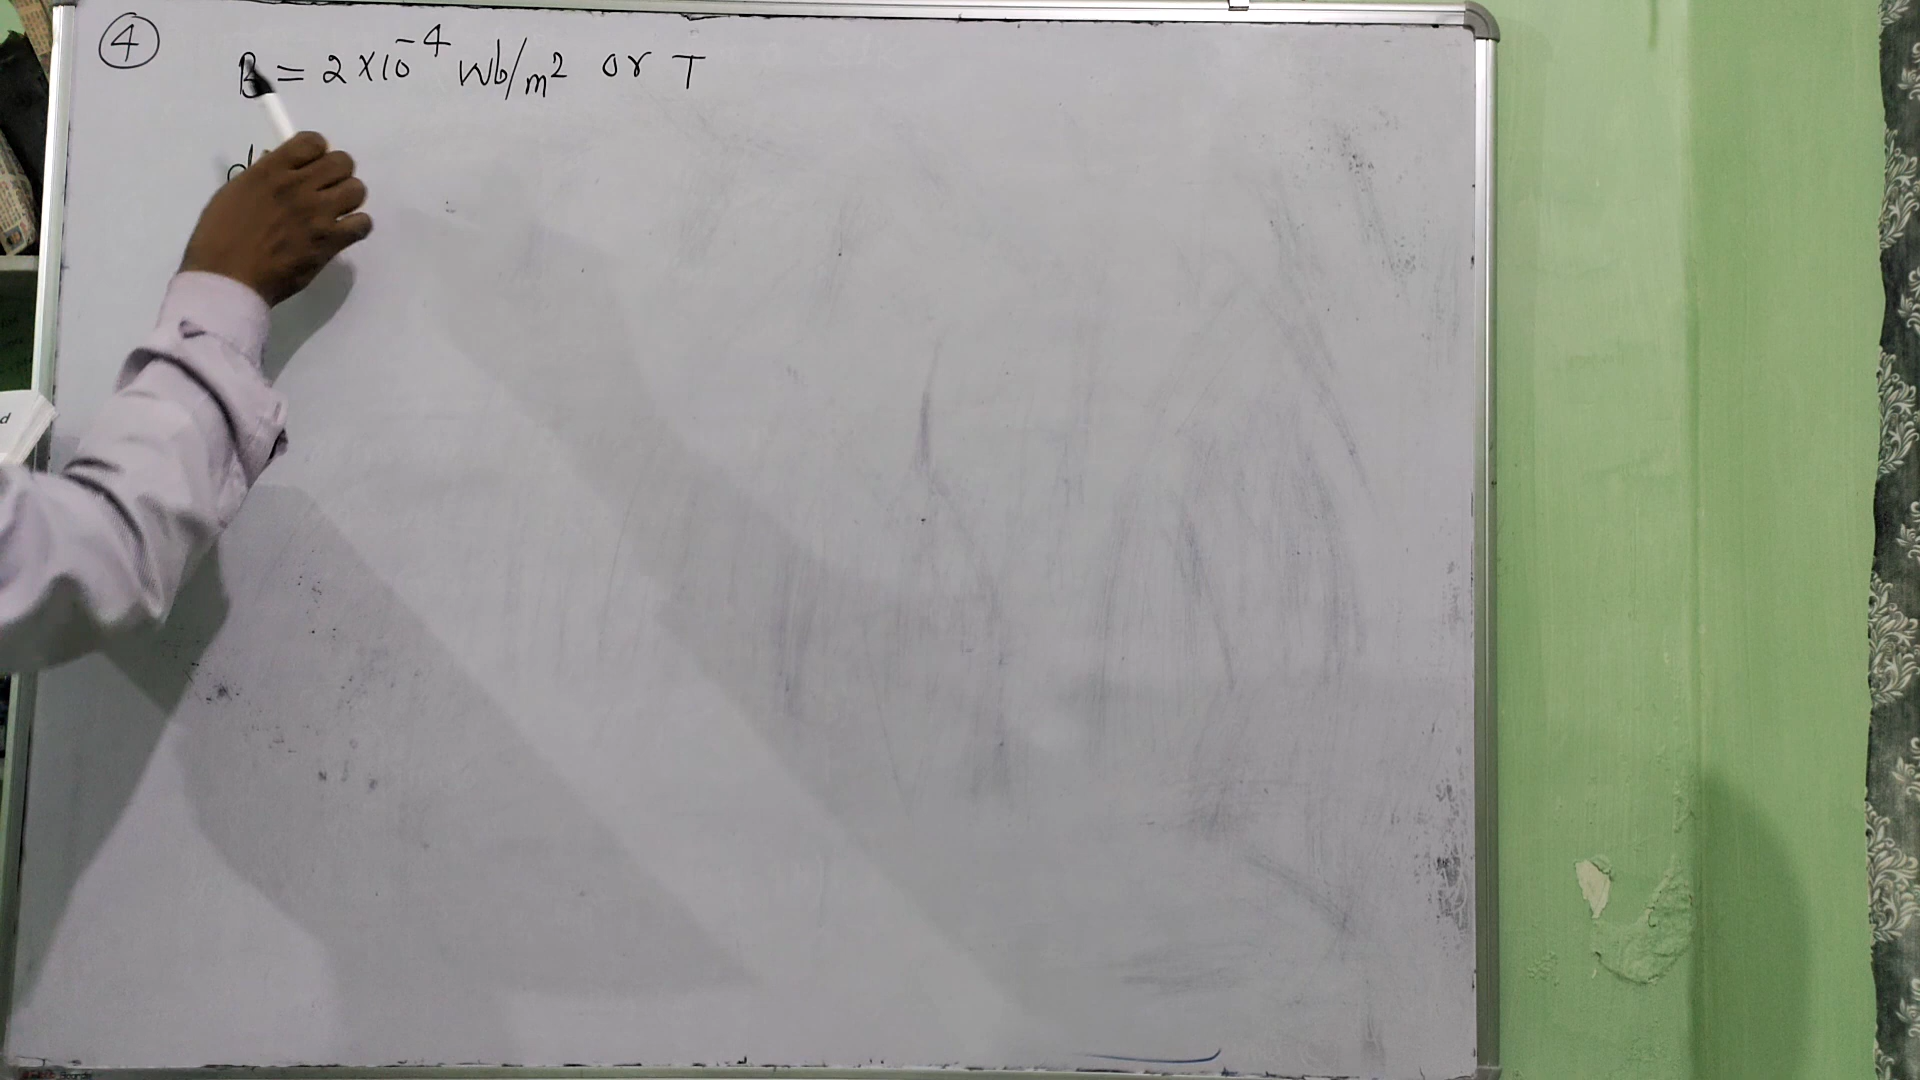 ④
B = 2×10⁻⁴ Wb/m² or T
d